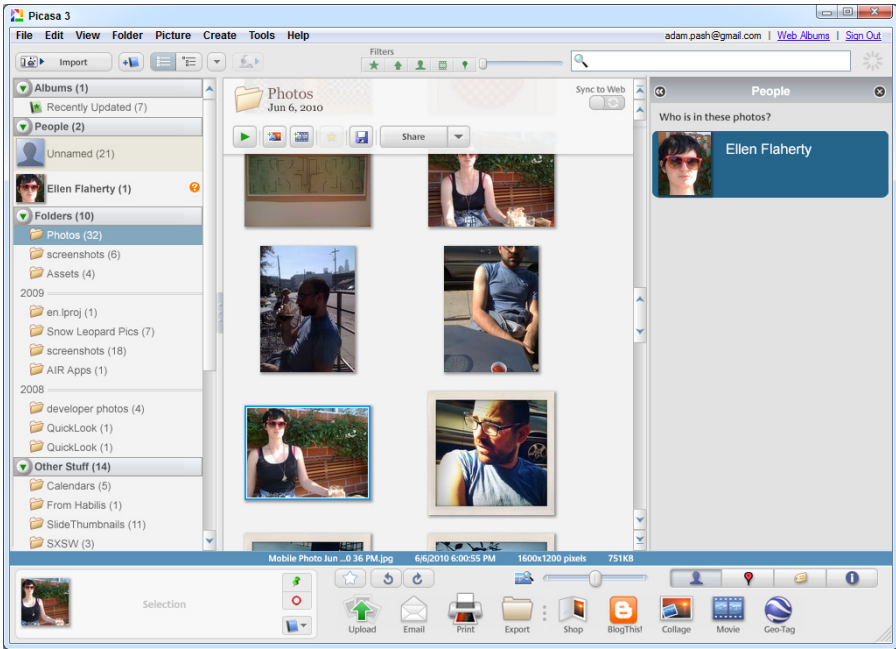 Picasa 3
File Edit View Folder Picture Create Tools Help
adam.pash@gmail.com | Web Albums | Sign Out
Import
Filters
Albums (1)
Recently Updated (7)
People (2)
Unnamed (21)
Ellen Flaherty (1)
Folders (10)
Photos (32)
screenshots (6)
Assets (4)
2009
en.lproj (1)
Snow Leopard Pics (7)
screenshots (18)
AIR Apps (1)
2008
developer photos (4)
QuickLook (1)
QuickLook (1)
Other Stuff (14)
Calendars (5)
From Habilis (1)
SlideThumbnails (11)
SXSW (3)
Photos
Jun 6, 2010
Sync to Web
Share
People
Who is in these photos?
Ellen Flaherty
Mobile Photo Jun ...0 36 PM.jpg 6/6/2010 6:00:55 PM 1600x1200 pixels 751KB
Selection
Upload Email Print Export Shop BlogThis! Collage Movie Geo-Tag